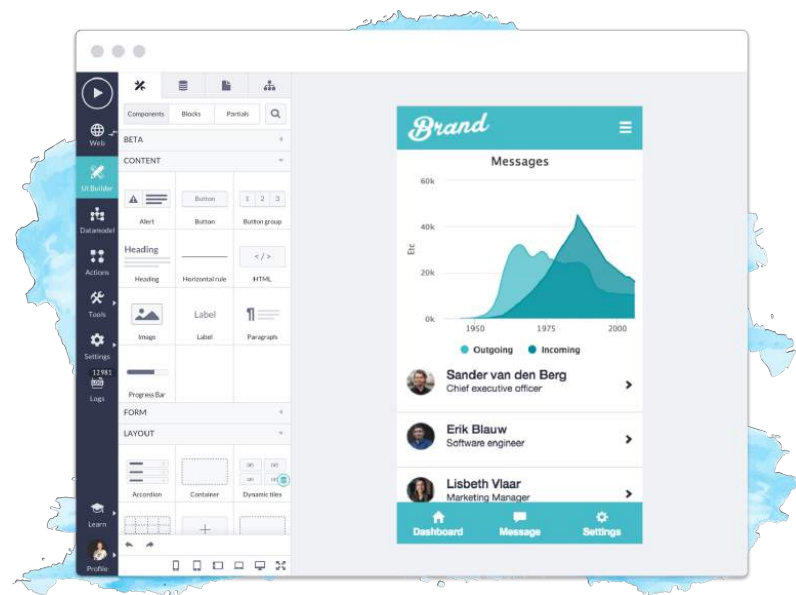 Web
UI Builder
Datamodel
Actions
Tools
Settings
12981
Logs
Learn
Profile
Components Blocks Partials
BETA
CONTENT
Alert
Button
Button
1 2 3
Button group
Heading
Heading
Horizontal rule
</>
HTML
Image
Label
Label
Paragraph
Progress Bar
FORM
LAYOUT
Accordion
Container
Dynamic tiles
Brand
Messages
60k
40k
20k
0k
Etc
1950 1975 2000
Outgoing Incoming
Sander van den Berg
Chief executive officer
Erik Blauw
Software engineer
Lisbeth Vlaar
Marketing Manager
Dashboard Message Settings